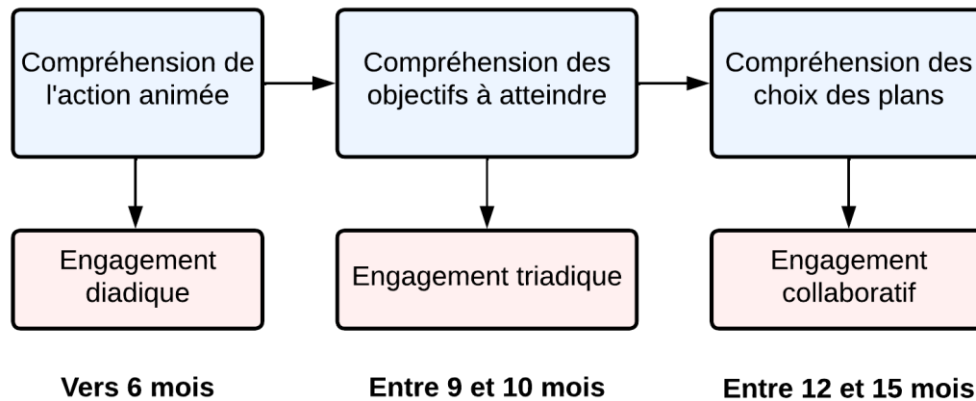 Compréhension de
l'action animée
Compréhension des
objectifs à atteindre
Compréhension des
choix des plans
Engagement
diadique
Engagement triadique
Engagement
collaboratif
Vers 6 mois
Entre 9 et 10 mois
Entre 12 et 15 mois